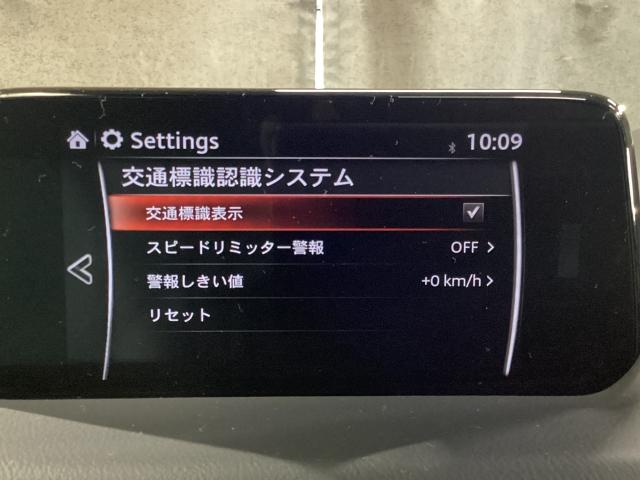 Settings 10:09
交通標識認識システム
交通標識表示
スピードリミッター警報 OFF
警報しきい値 +0 km/h
リセット